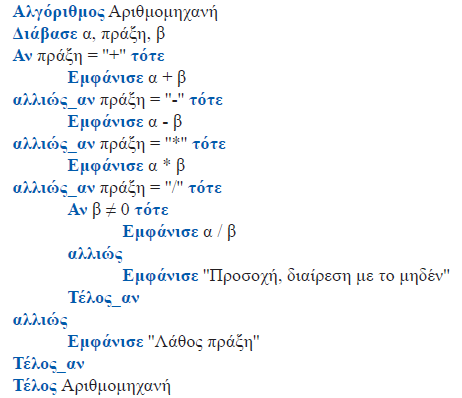 Αλγόριθμος Αριθμομηχανή
Διάβασε α, πράξη, β
Αν πράξη = "+" τότε
Εμφάνισε α + β
αλλιώς_αν πράξη = "-" τότε
Εμφάνισε α - β
αλλιώς_αν πράξη = "*" τότε
Εμφάνισε α * β
αλλιώς_αν πράξη = "/" τότε
Αν β ≠ 0 τότε
Εμφάνισε α / β
αλλιώς
Εμφάνισε "Προσοχή, διαίρεση με το μηδέν"
Τέλος_αν
αλλιώς
Εμφάνισε "Λάθος πράξη"
Τέλος_αν
Τέλος Αριθμομηχανή